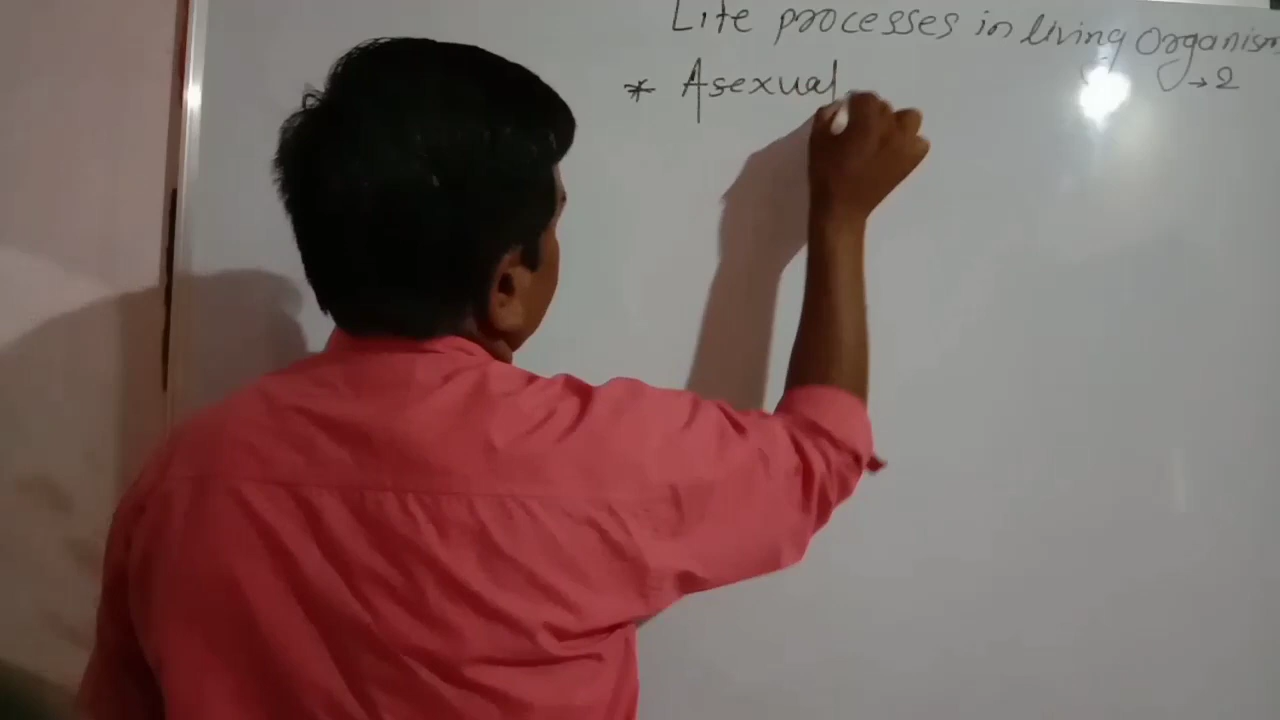 Life processes in living Organism
→ 2
* Asexual